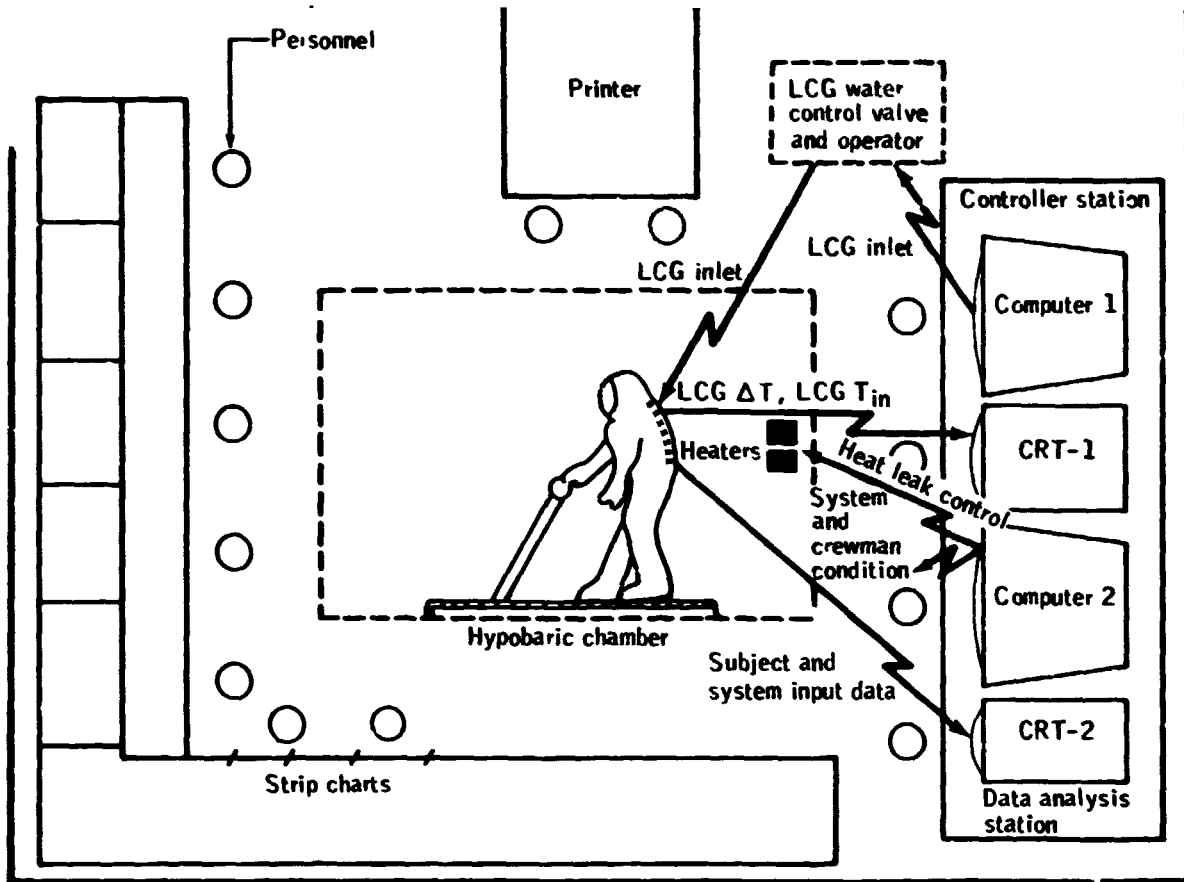 Personnel
Printer
LCG water
control valve
and operator
Controller station
LCG inlet
LCG inlet
Computer 1
LCG ΔT, LCG Tin
CRT-1
Heaters
Heat leak control
System
and
crewman
condition
Computer 2
Hypobaric chamber
Subject and
system input data
CRT-2
Strip charts
Data analysis
station